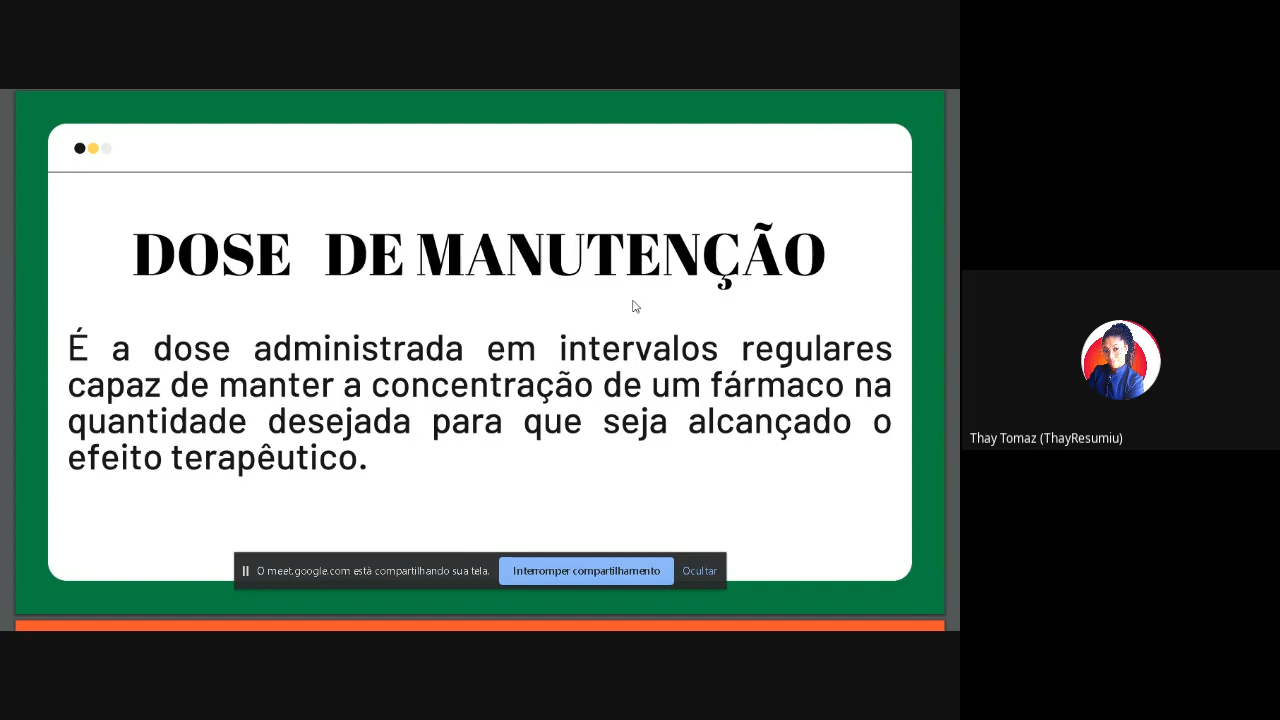 DOSE DE MANUTENÇÃO
É a dose administrada em intervalos regulares
capaz de manter a concentração de um fármaco na
quantidade desejada para que seja alcançado o
efeito terapêutico.
O meet.google.com está compartilhando sua tela. Interromper compartilhamento Ocultar
Thay Tomaz (ThayResumiu)